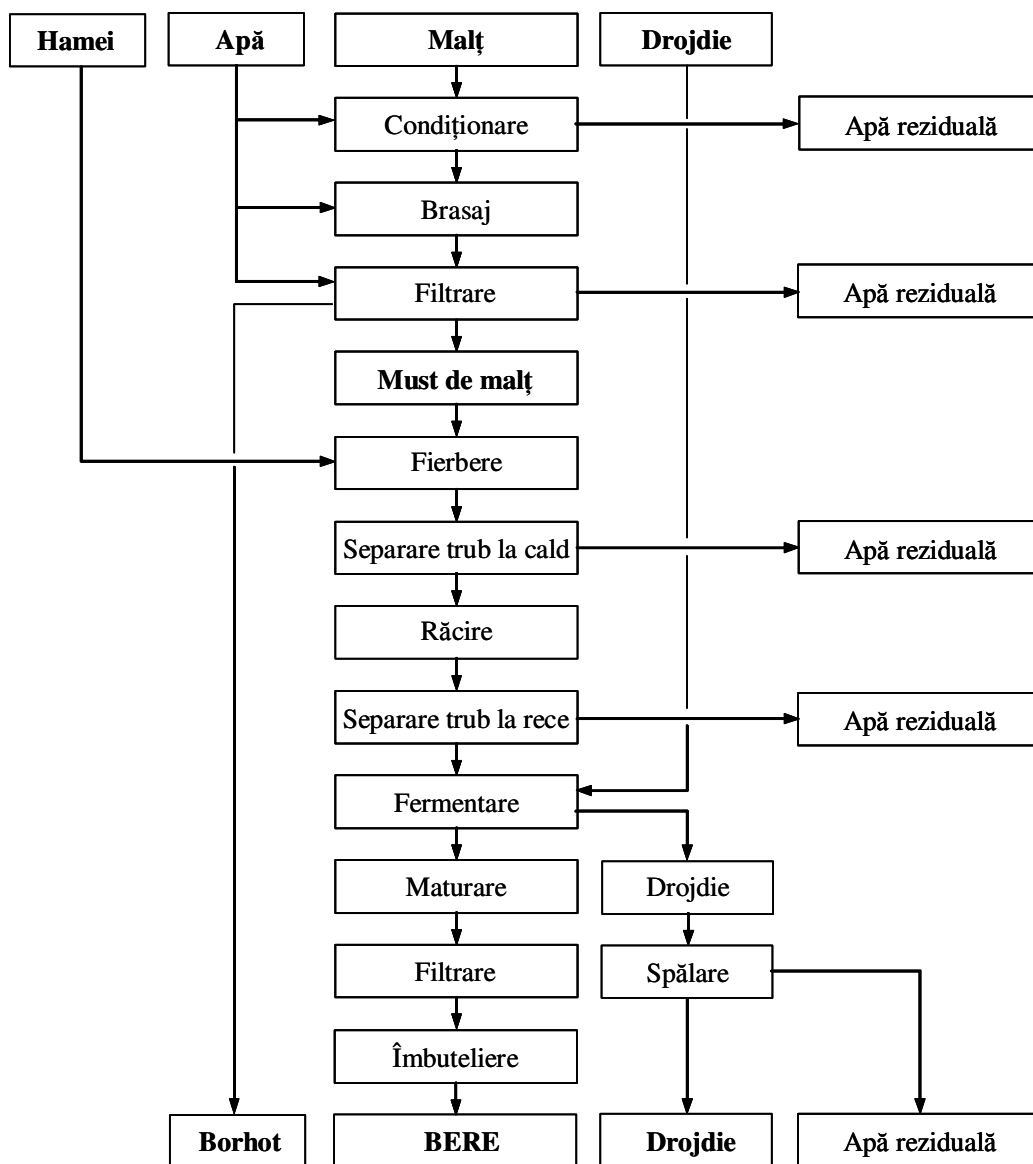 Hamei
Apă
Malț
Drojdie
Condiționare
Apă reziduală
Brasaj
Filtrare
Apă reziduală
Must de malț
Fierbere
Separare trub la cald
Apă reziduală
Răcire
Separare trub la rece
Apă reziduală
Fermentare
Maturare
Drojdie
Filtrare
Spălare
Îmbuteliere
Borhot
BERE
Drojdie
Apă reziduală